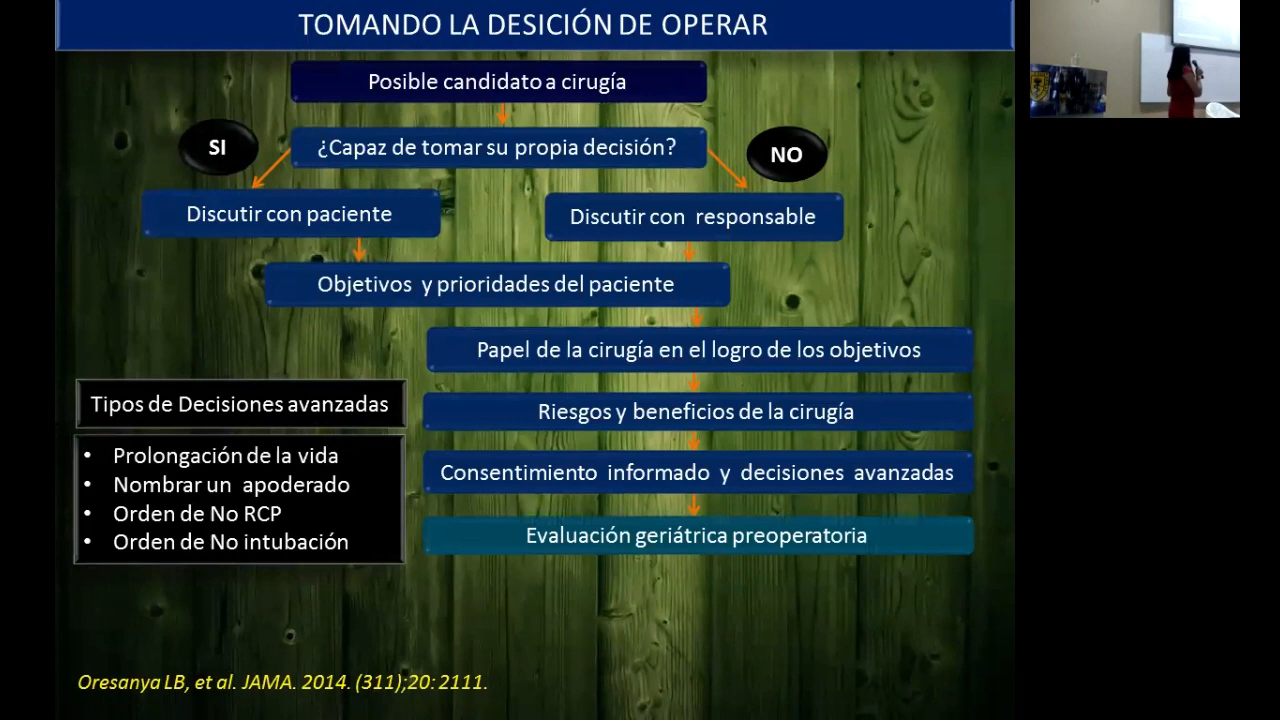 TOMANDO LA DESICIÓN DE OPERAR
Posible candidato a cirugía
SI
¿Capaz de tomar su propia decisión?
NO
Discutir con paciente
Discutir con responsable
Objetivos y prioridades del paciente
Papel de la cirugía en el logro de los objetivos
Riesgos y beneficios de la cirugía
Consentimiento informado y decisiones avanzadas
Evaluación geriátrica preoperatoria
Tipos de Decisiones avanzadas
• Prolongación de la vida
• Nombrar un apoderado
• Orden de No RCP
• Orden de No intubación
Oresanya LB, et al. JAMA. 2014. (311);20: 2111.